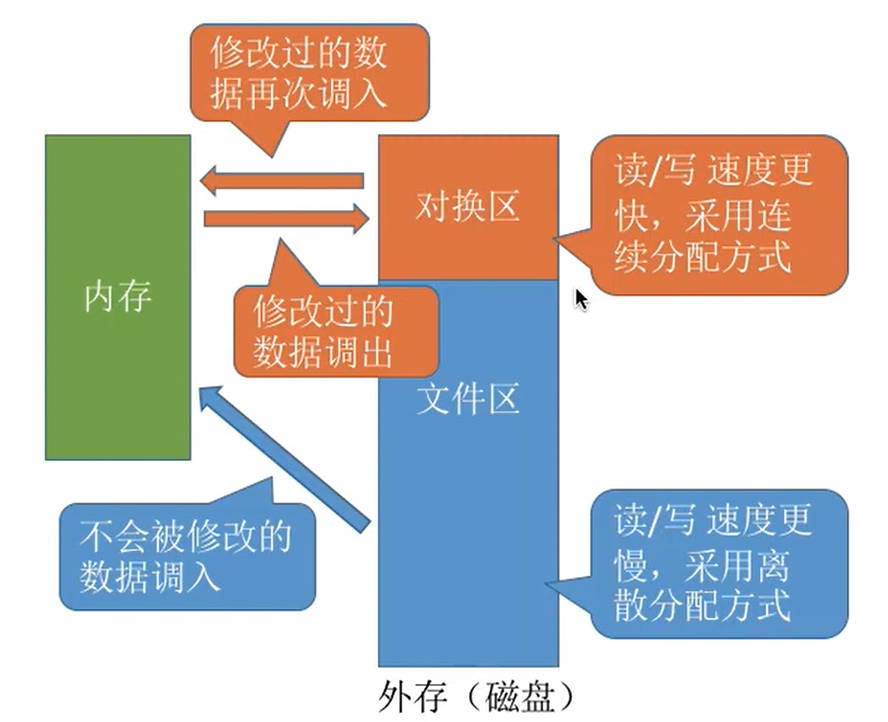 修改过的数
据再次调入
内存
对换区
读/写 速度更
快，采用连
续分配方式
修改过的
数据调出
文件区
不会被修改的
数据调入
读/写 速度更
慢，采用离
散分配方式
外存（磁盘）